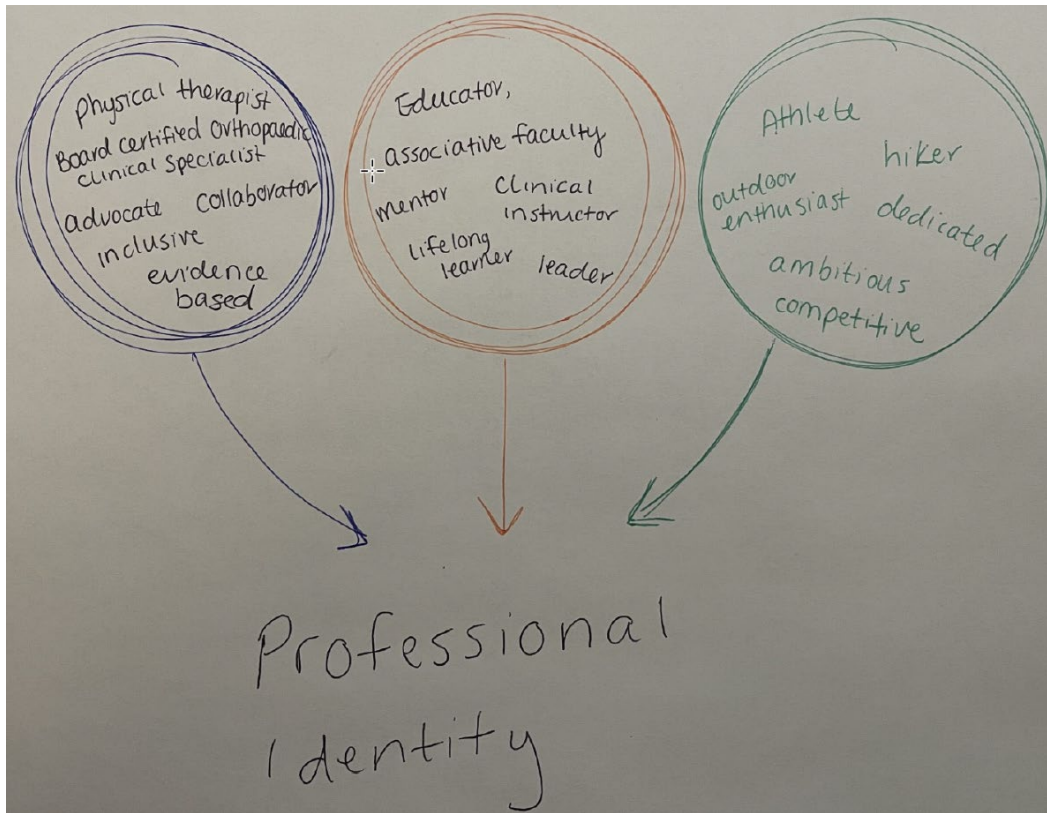 physical therapist
Board certified Orthopaedic
clinical specialist
advocate collaborator
inclusive
evidence
based
Educator,
associative faculty
mentor clinical
instructor
lifelong
learner leader
Athlete
hiker
outdoor
enthusiast dedicated
ambitious
competitive
Professional
Identity